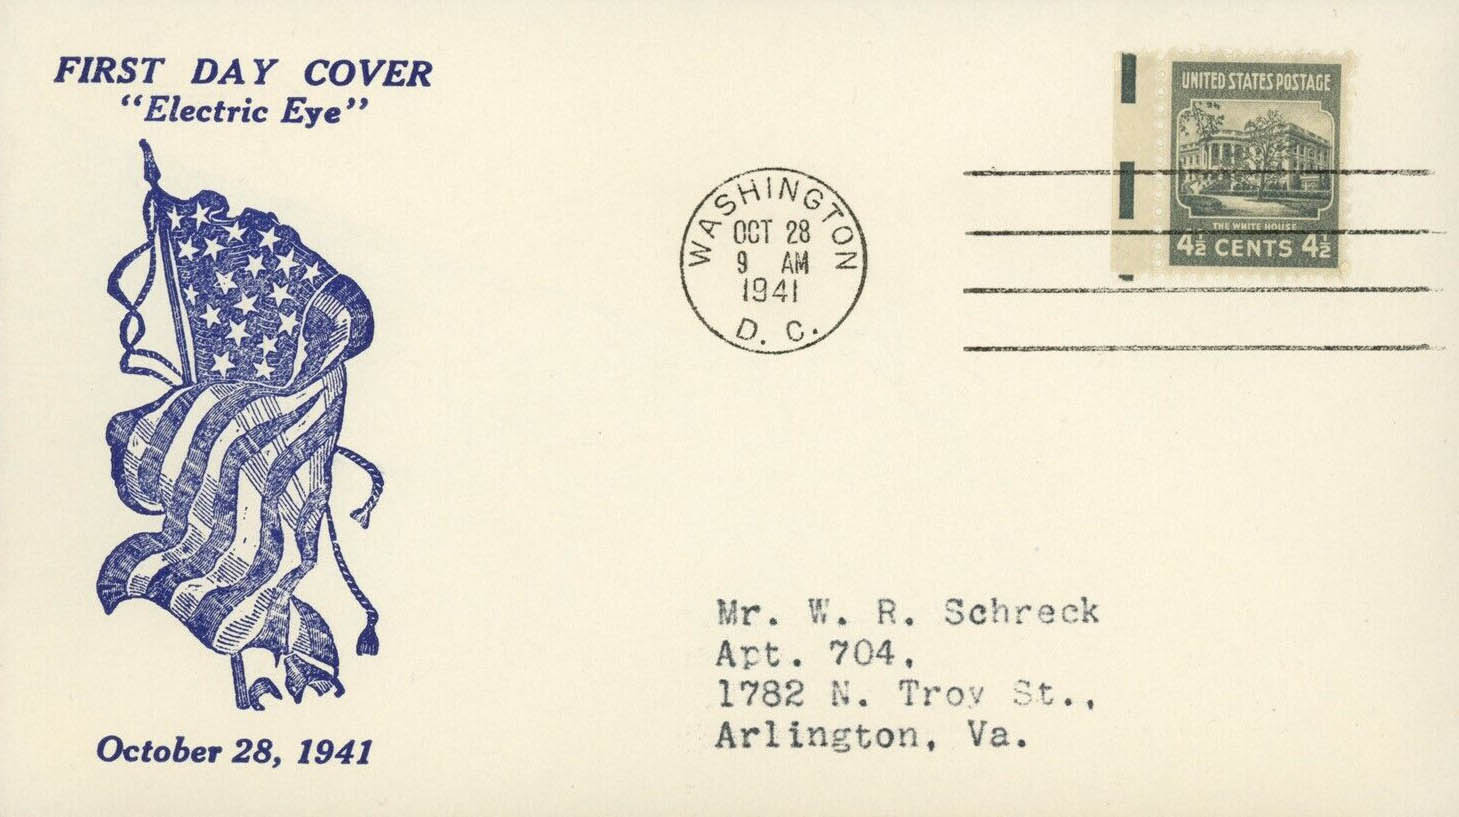 FIRST DAY COVER
"Electric Eye"
October 28, 1941
WASHINGTON
OCT 28
9 AM
1941
D. C.
UNITED STATES POSTAGE
THE WHITE HOUSE
4½ CENTS 4½
Mr. W. R. Schreck
Apt. 704,
1782 N. Troy St.,
Arlington, Va.